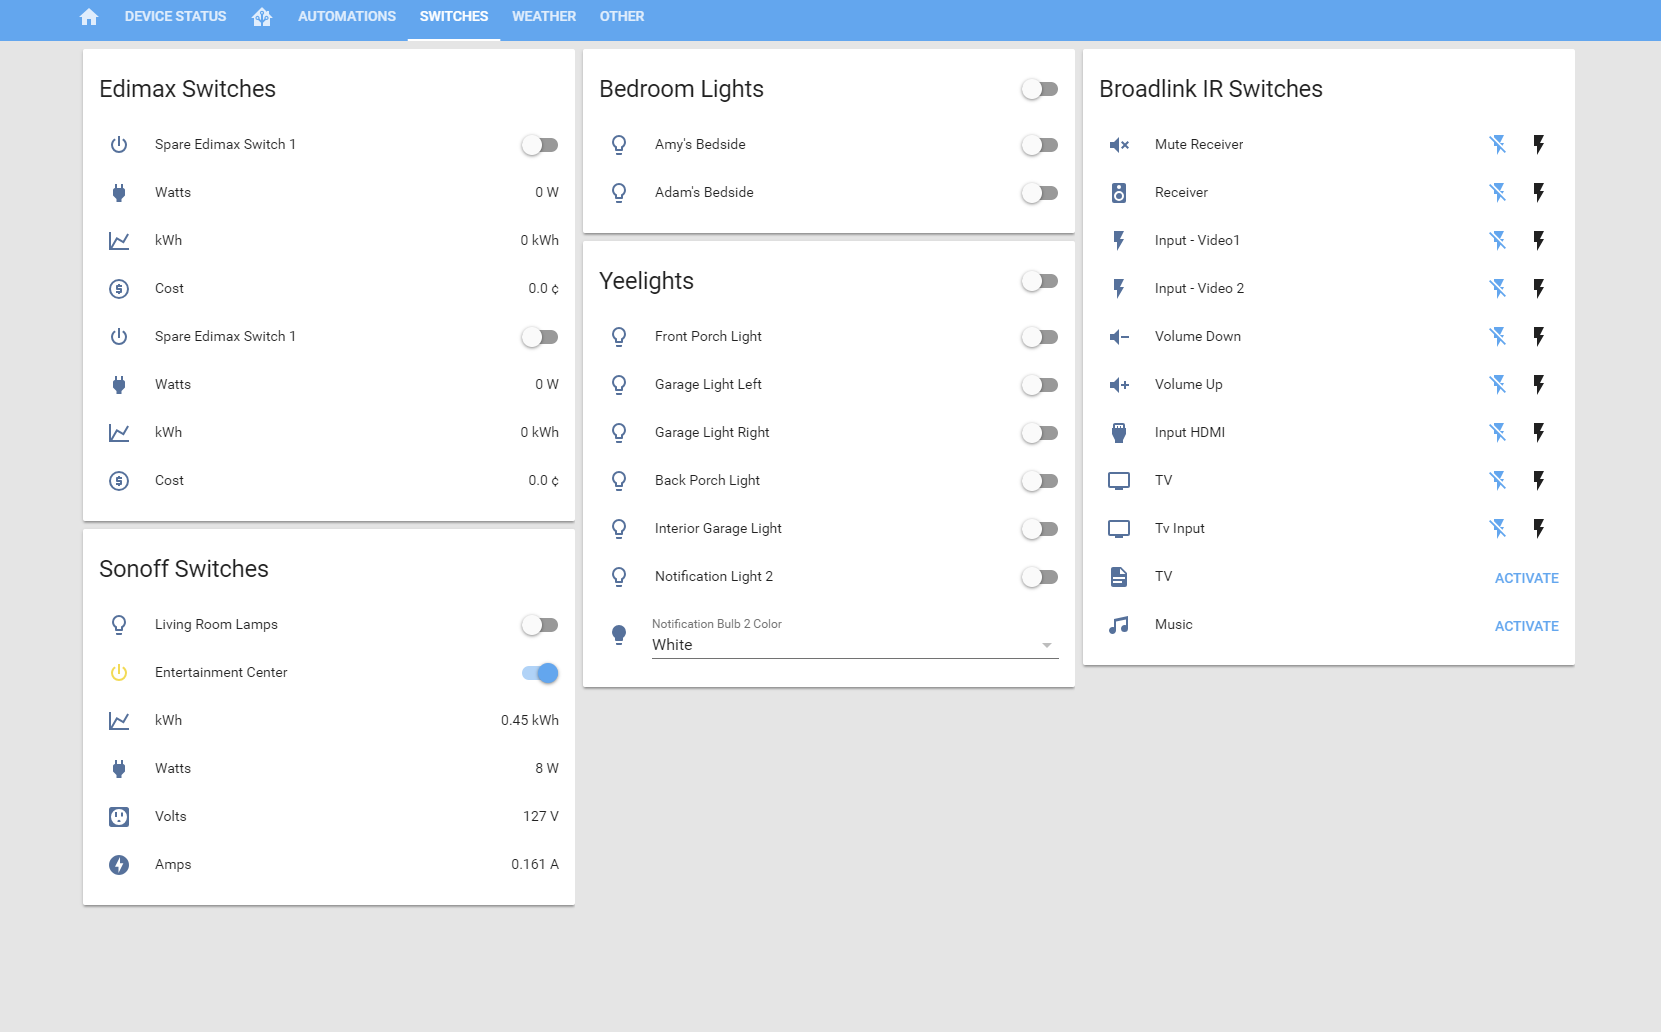 DEVICE STATUS AUTOMATIONS SWITCHES WEATHER OTHER
Edimax Switches
Spare Edimax Switch 1
Watts 0 W
kWh 0 kWh
Cost 0.0 ¢
Spare Edimax Switch 1
Watts 0 W
kWh 0 kWh
Cost 0.0 ¢
Sonoff Switches
Living Room Lamps
Entertainment Center
kWh 0.45 kWh
Watts 8 W
Volts 127 V
Amps 0.161 A
Bedroom Lights
Amy's Bedside
Adam's Bedside
Yeelights
Front Porch Light
Garage Light Left
Garage Light Right
Back Porch Light
Interior Garage Light
Notification Light 2
Notification Bulb 2 Color
White
Broadlink IR Switches
Mute Receiver
Receiver
Input - Video1
Input - Video 2
Volume Down
Volume Up
Input HDMI
TV
Tv Input
TV ACTIVATE
Music ACTIVATE